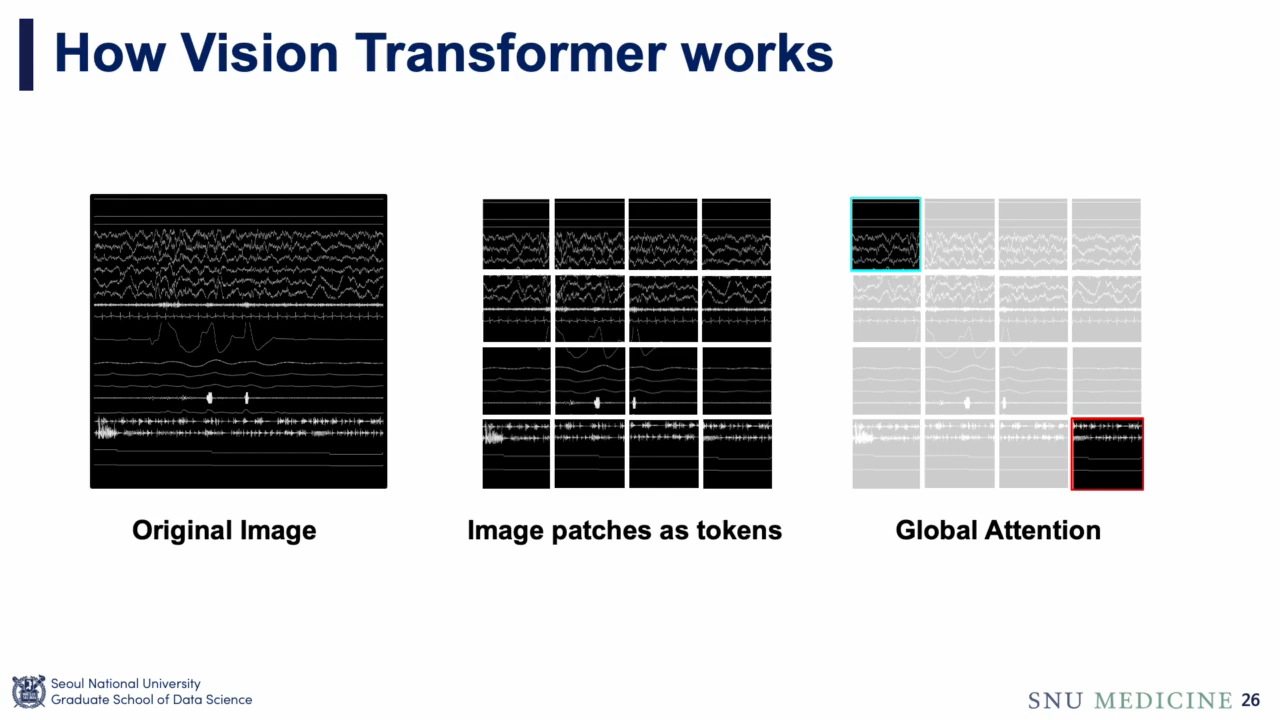 How Vision Transformer works
Original Image
Image patches as tokens
Global Attention
Seoul National University
Graduate School of Data Science
SNU MEDICINE
26